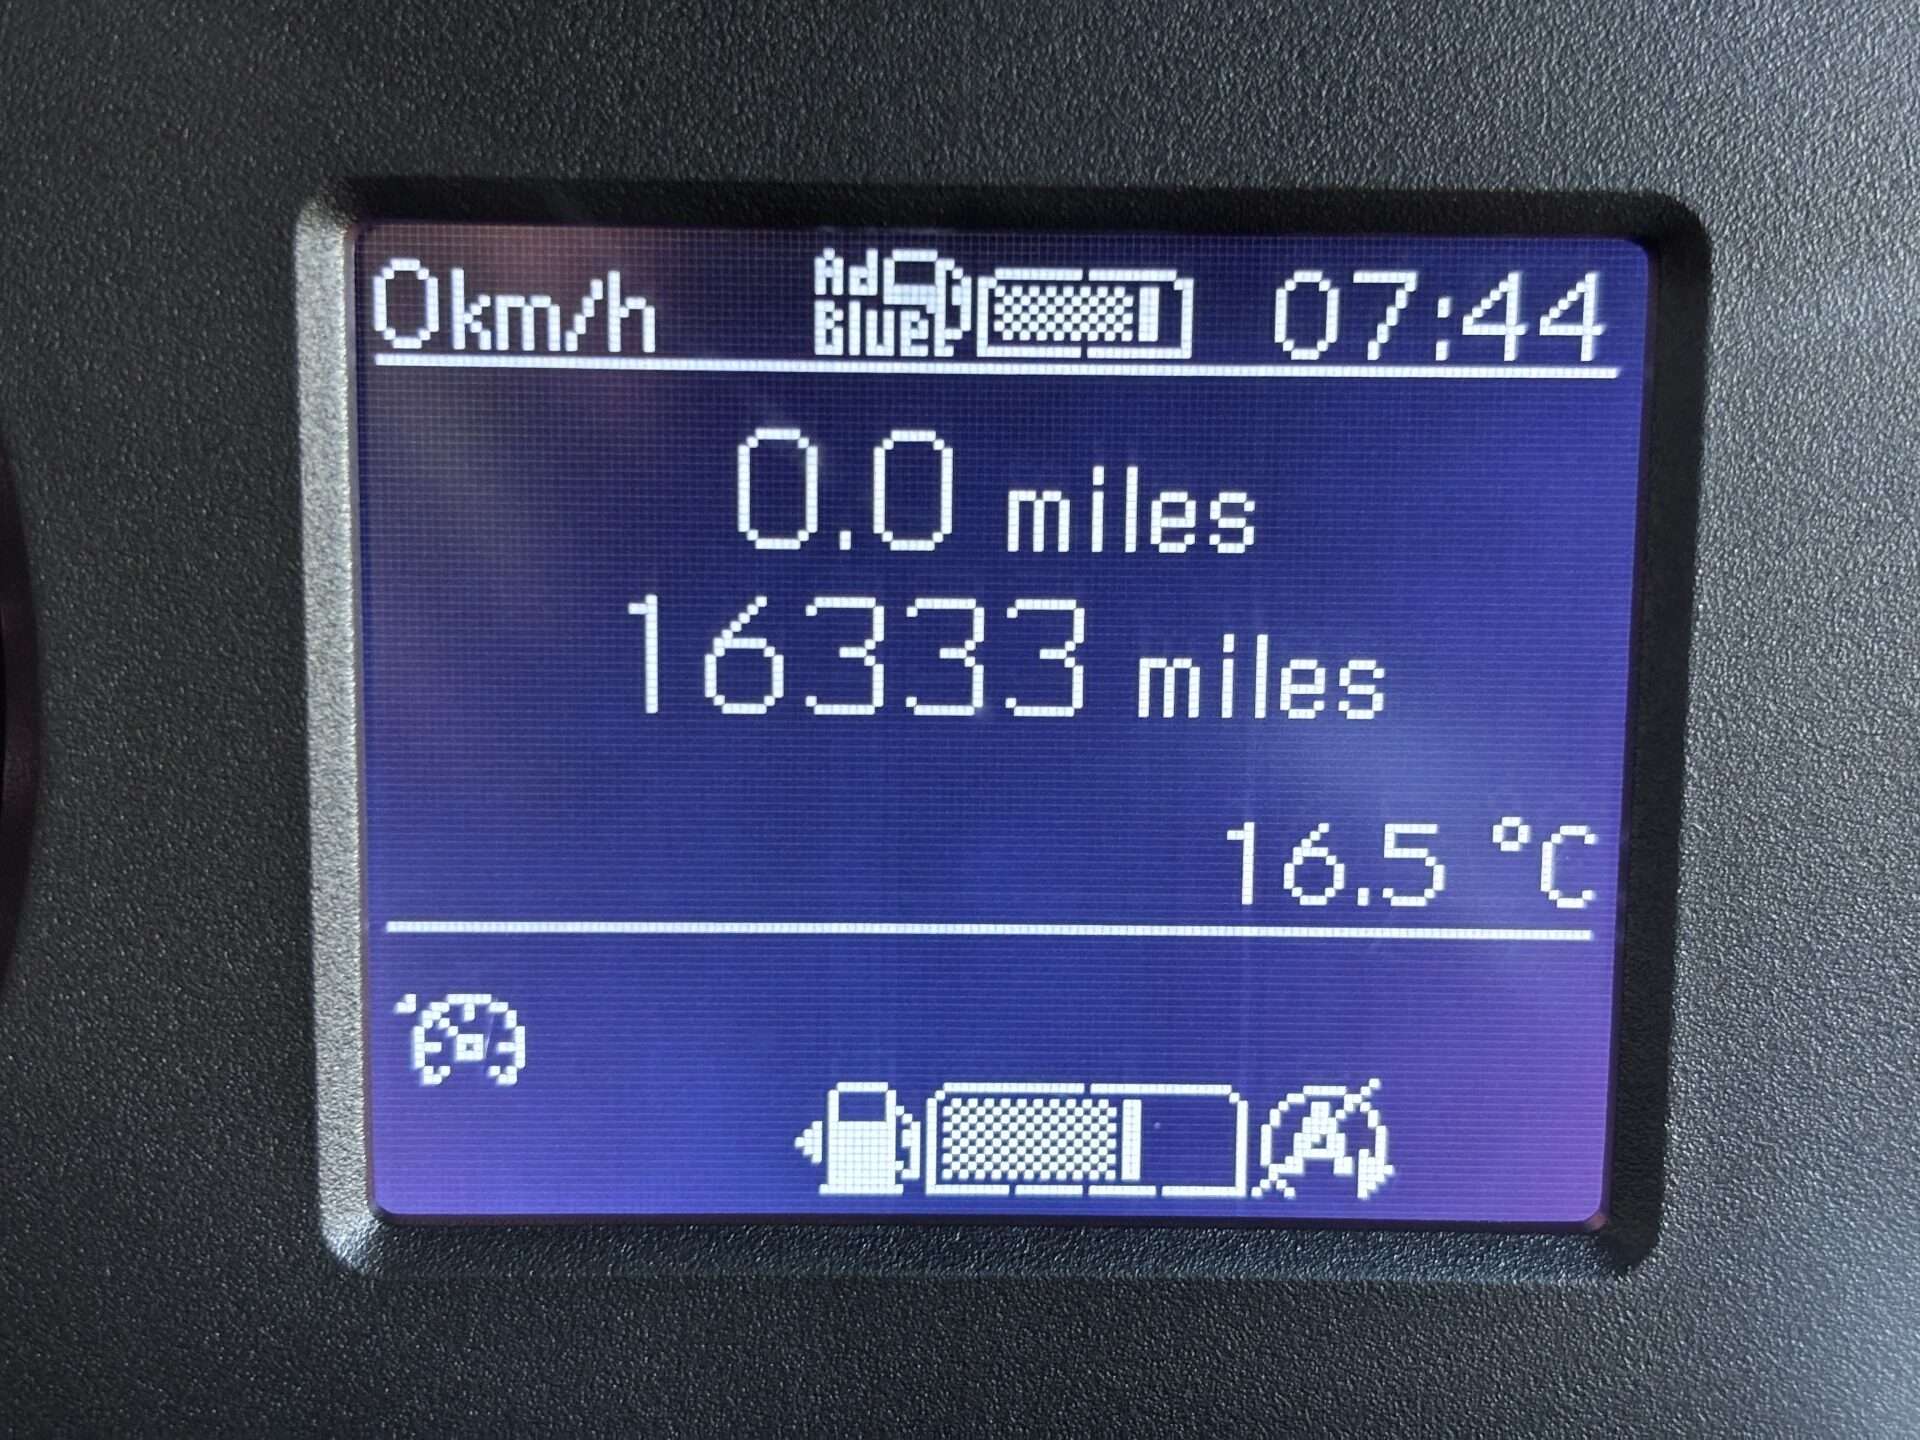 0km/h Ad Blue 07:44
0.0 miles
16333 miles
16.5 °C
A